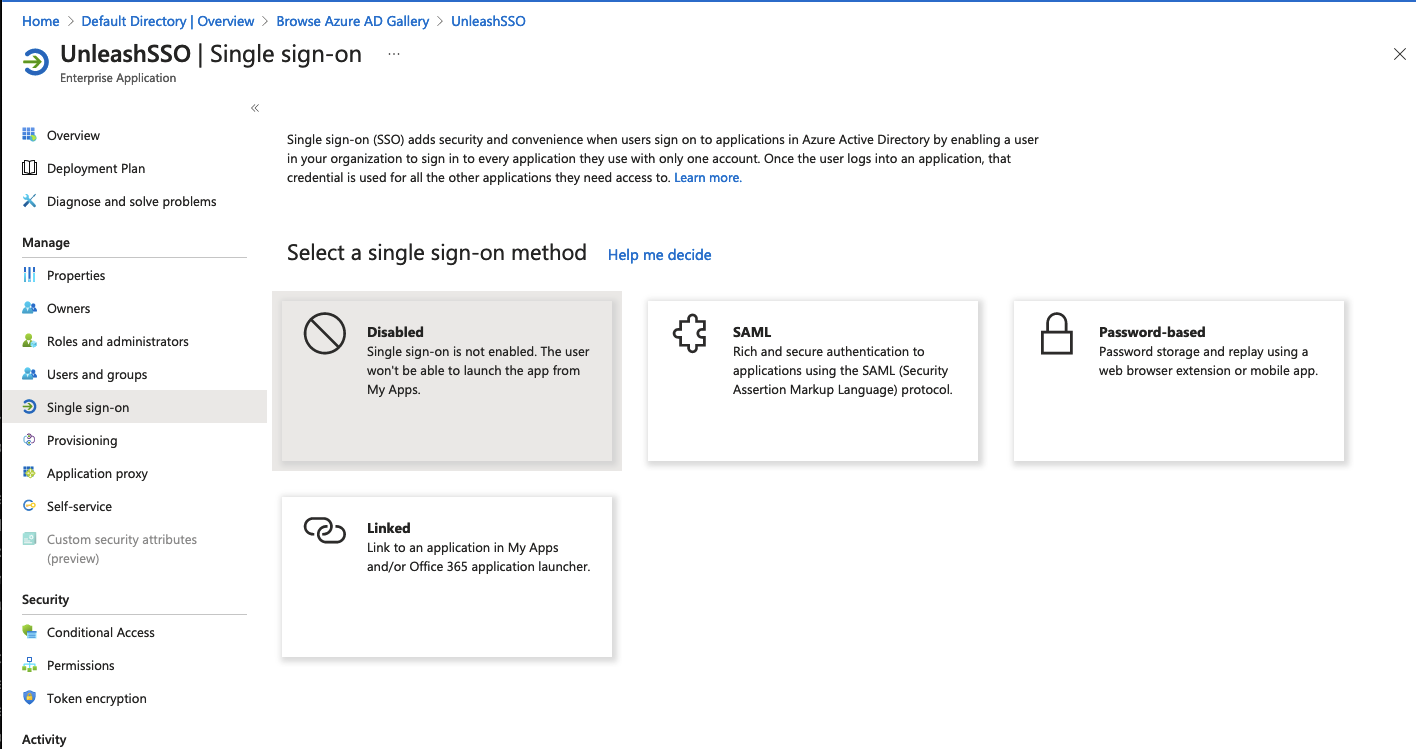 Home > Default Directory | Overview > Browse Azure AD Gallery > UnleashSSO
UnleashSSO | Single sign-on ...
Enterprise Application
«
Overview
Deployment Plan
Diagnose and solve problems
Manage
Properties
Owners
Roles and administrators
Users and groups
Single sign-on
Provisioning
Application proxy
Self-service
Custom security attributes
(preview)
Security
Conditional Access
Permissions
Token encryption
Activity
Single sign-on (SSO) adds security and convenience when users sign on to applications in Azure Active Directory by enabling a user
in your organization to sign in to every application they use with only one account. Once the user logs into an application, that
credential is used for all the other applications they need access to. Learn more.
Select a single sign-on method Help me decide
Disabled
Single sign-on is not enabled. The user
won't be able to launch the app from
My Apps.
SAML
Rich and secure authentication to
applications using the SAML (Security
Assertion Markup Language) protocol.
Password-based
Password storage and replay using a
web browser extension or mobile app.
Linked
Link to an application in My Apps
and/or Office 365 application launcher.